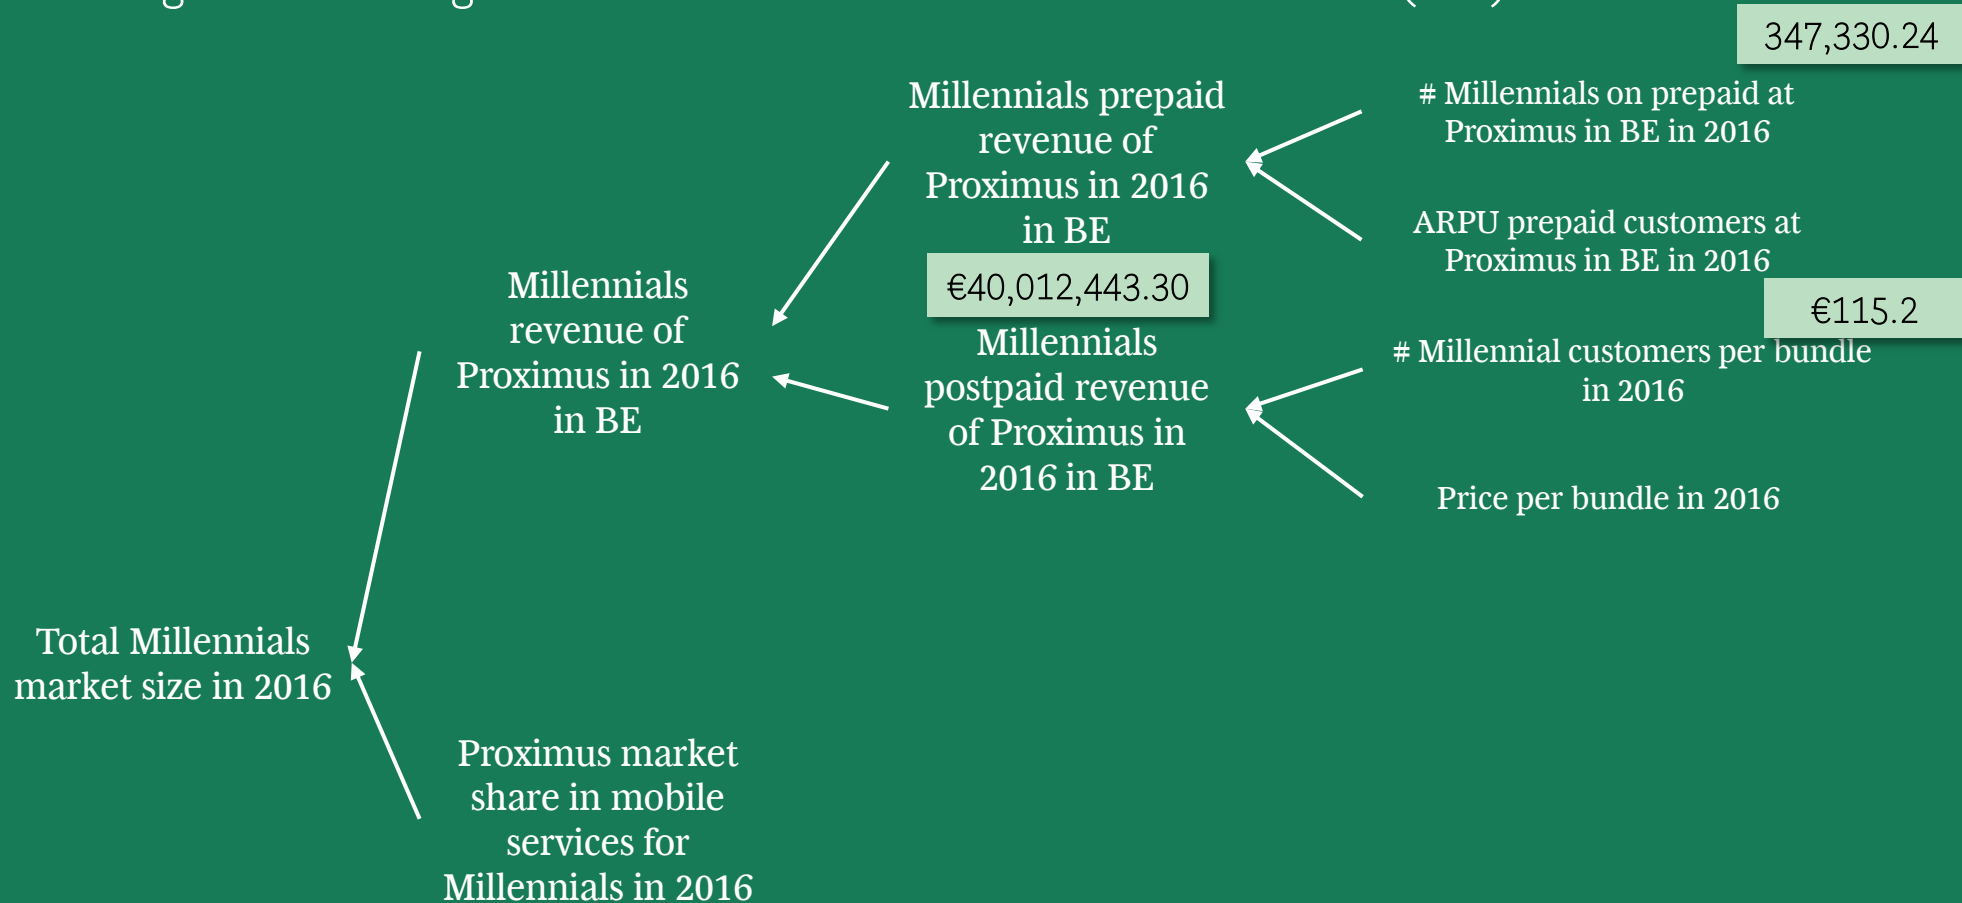 347,330.24
Millennials prepaid
revenue of
Proximus in 2016
in BE
€40,012,443.30
# Millennials on prepaid at
Proximus in BE in 2016
ARPU prepaid customers at
Proximus in BE in 2016
€115.2
Millennials
revenue of
Proximus in 2016
in BE
Millennials
postpaid revenue
of Proximus in
2016 in BE
# Millennial customers per bundle
in 2016
Price per bundle in 2016
Total Millennials
market size in 2016
Proximus market
share in mobile
services for
Millennials in 2016